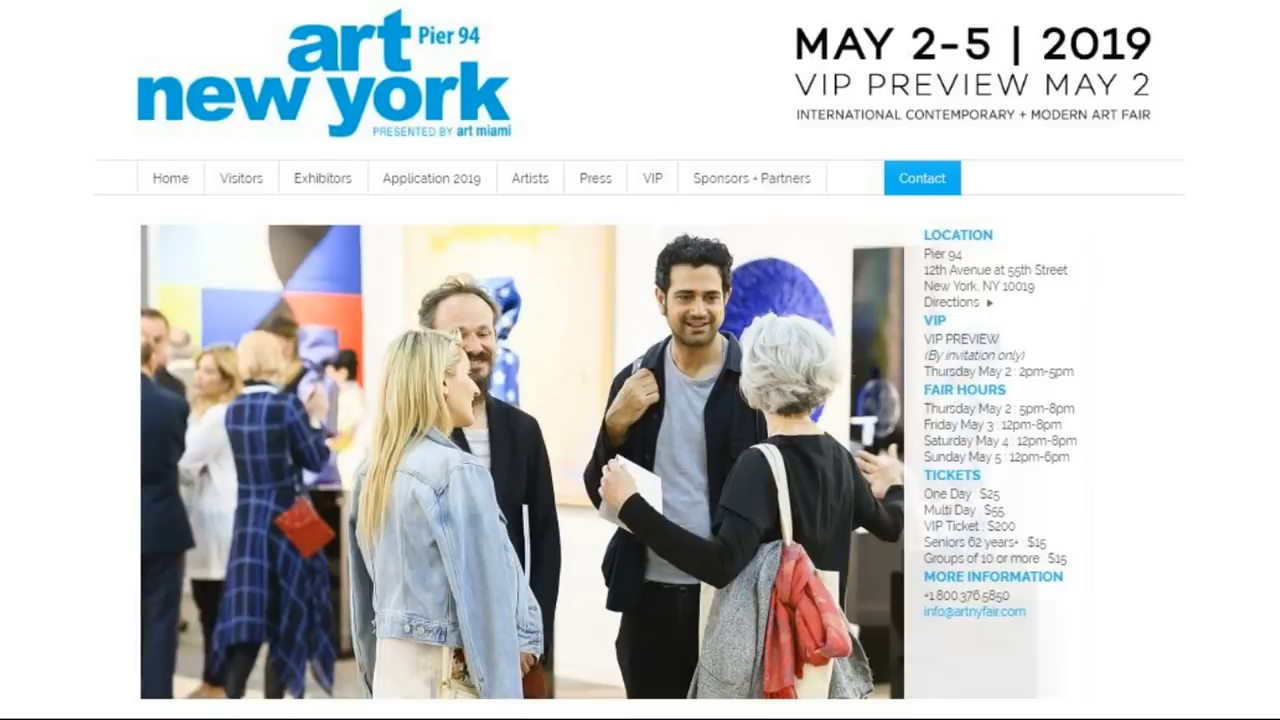 art Pier 94
new york
PRESENTED BY art miami
MAY 2-5 | 2019
VIP PREVIEW MAY 2
INTERNATIONAL CONTEMPORARY + MODERN ART FAIR
Home Visitors Exhibitors Application 2019 Artists Press VIP Sponsors + Partners Contact
LOCATION
Pier 94
12th Avenue at 55th Street
New York, NY 10019
Directions ►
VIP
VIP PREVIEW
(By invitation only)
Thursday May 2 : 2pm-5pm
FAIR HOURS
Thursday May 2 : 5pm-8pm
Friday May 3 : 12pm-8pm
Saturday May 4 : 12pm-8pm
Sunday May 5 : 12pm-6pm
TICKETS
One Day : $25
Multi Day : $55
VIP Ticket : $200
Seniors 62 years+ : $15
Groups of 10 or more : $15
MORE INFORMATION
+1.800.376.5850
info@artnyfair.com